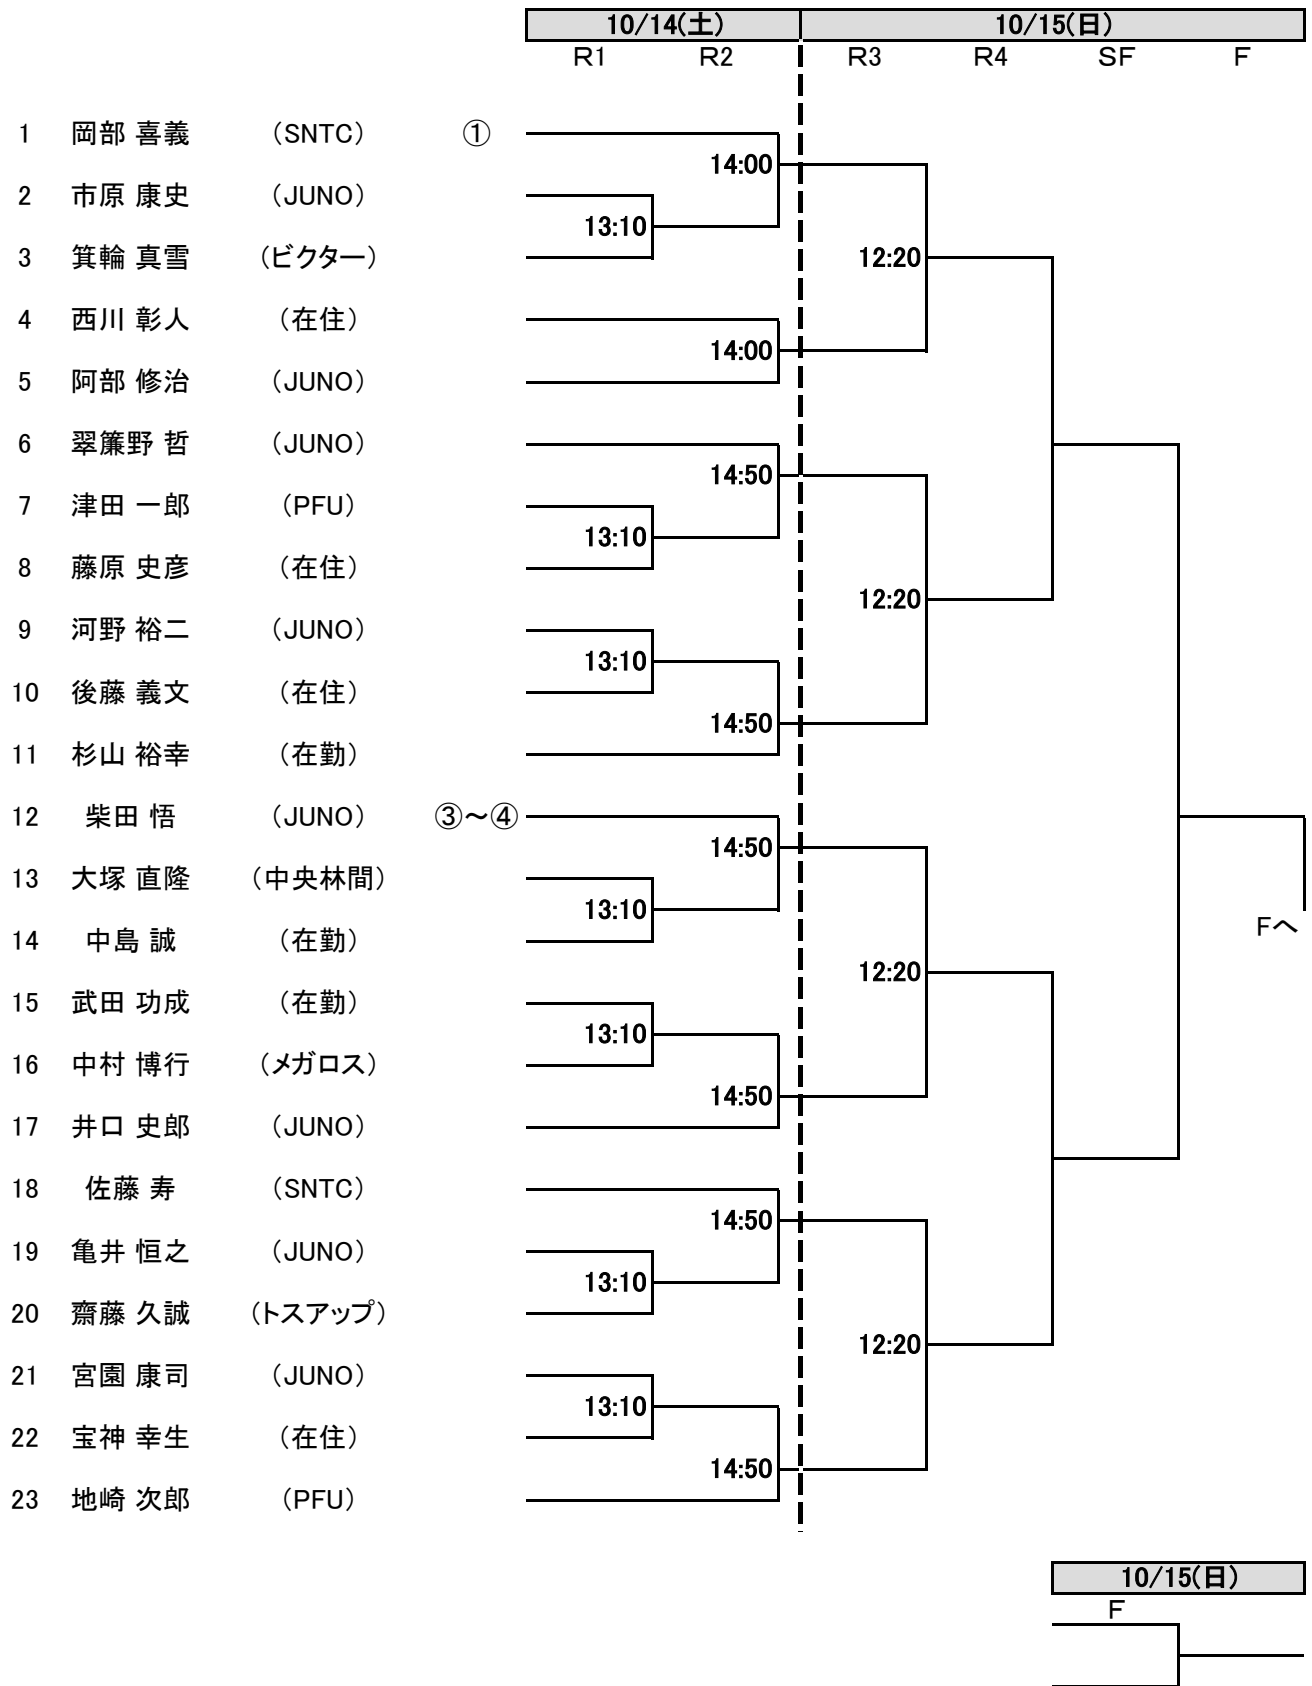 10/14(土) 10/15(日)
R1 R2 R3 R4 SF F
1 岡部 喜義 （SNTC） ①
14:00
2 市原 康史 （JUNO）
13:10
3 箕輪 真雪 （ビクター） 12:20
4 西川 彰人 （在住）
14:00
5 阿部 修治 （JUNO）
6 翠簾野 哲 （JUNO）
14:50
7 津田 一郎 （PFU）
13:10
8 藤原 史彦 （在住）
12:20
9 河野 裕二 （JUNO）
13:10
10 後藤 義文 （在住）
14:50
11 杉山 裕幸 （在勤）
12 柴田 悟 （JUNO） ③～④
14:50
13 大塚 直隆 （中央林間）
13:10
Fへ
14 中島 誠 （在勤）
12:20
15 武田 功成 （在勤）
13:10
16 中村 博行 （メガロス）
14:50
17 井口 史郎 （JUNO）
18 佐藤 寿 （SNTC）
14:50
19 亀井 恒之 （JUNO）
13:10
20 齋藤 久誠 （トスアップ）
12:20
21 宮園 康司 （JUNO）
13:10
22 宝神 幸生 （在住）
14:50
23 地崎 次郎 （PFU）
10/15(日)
F